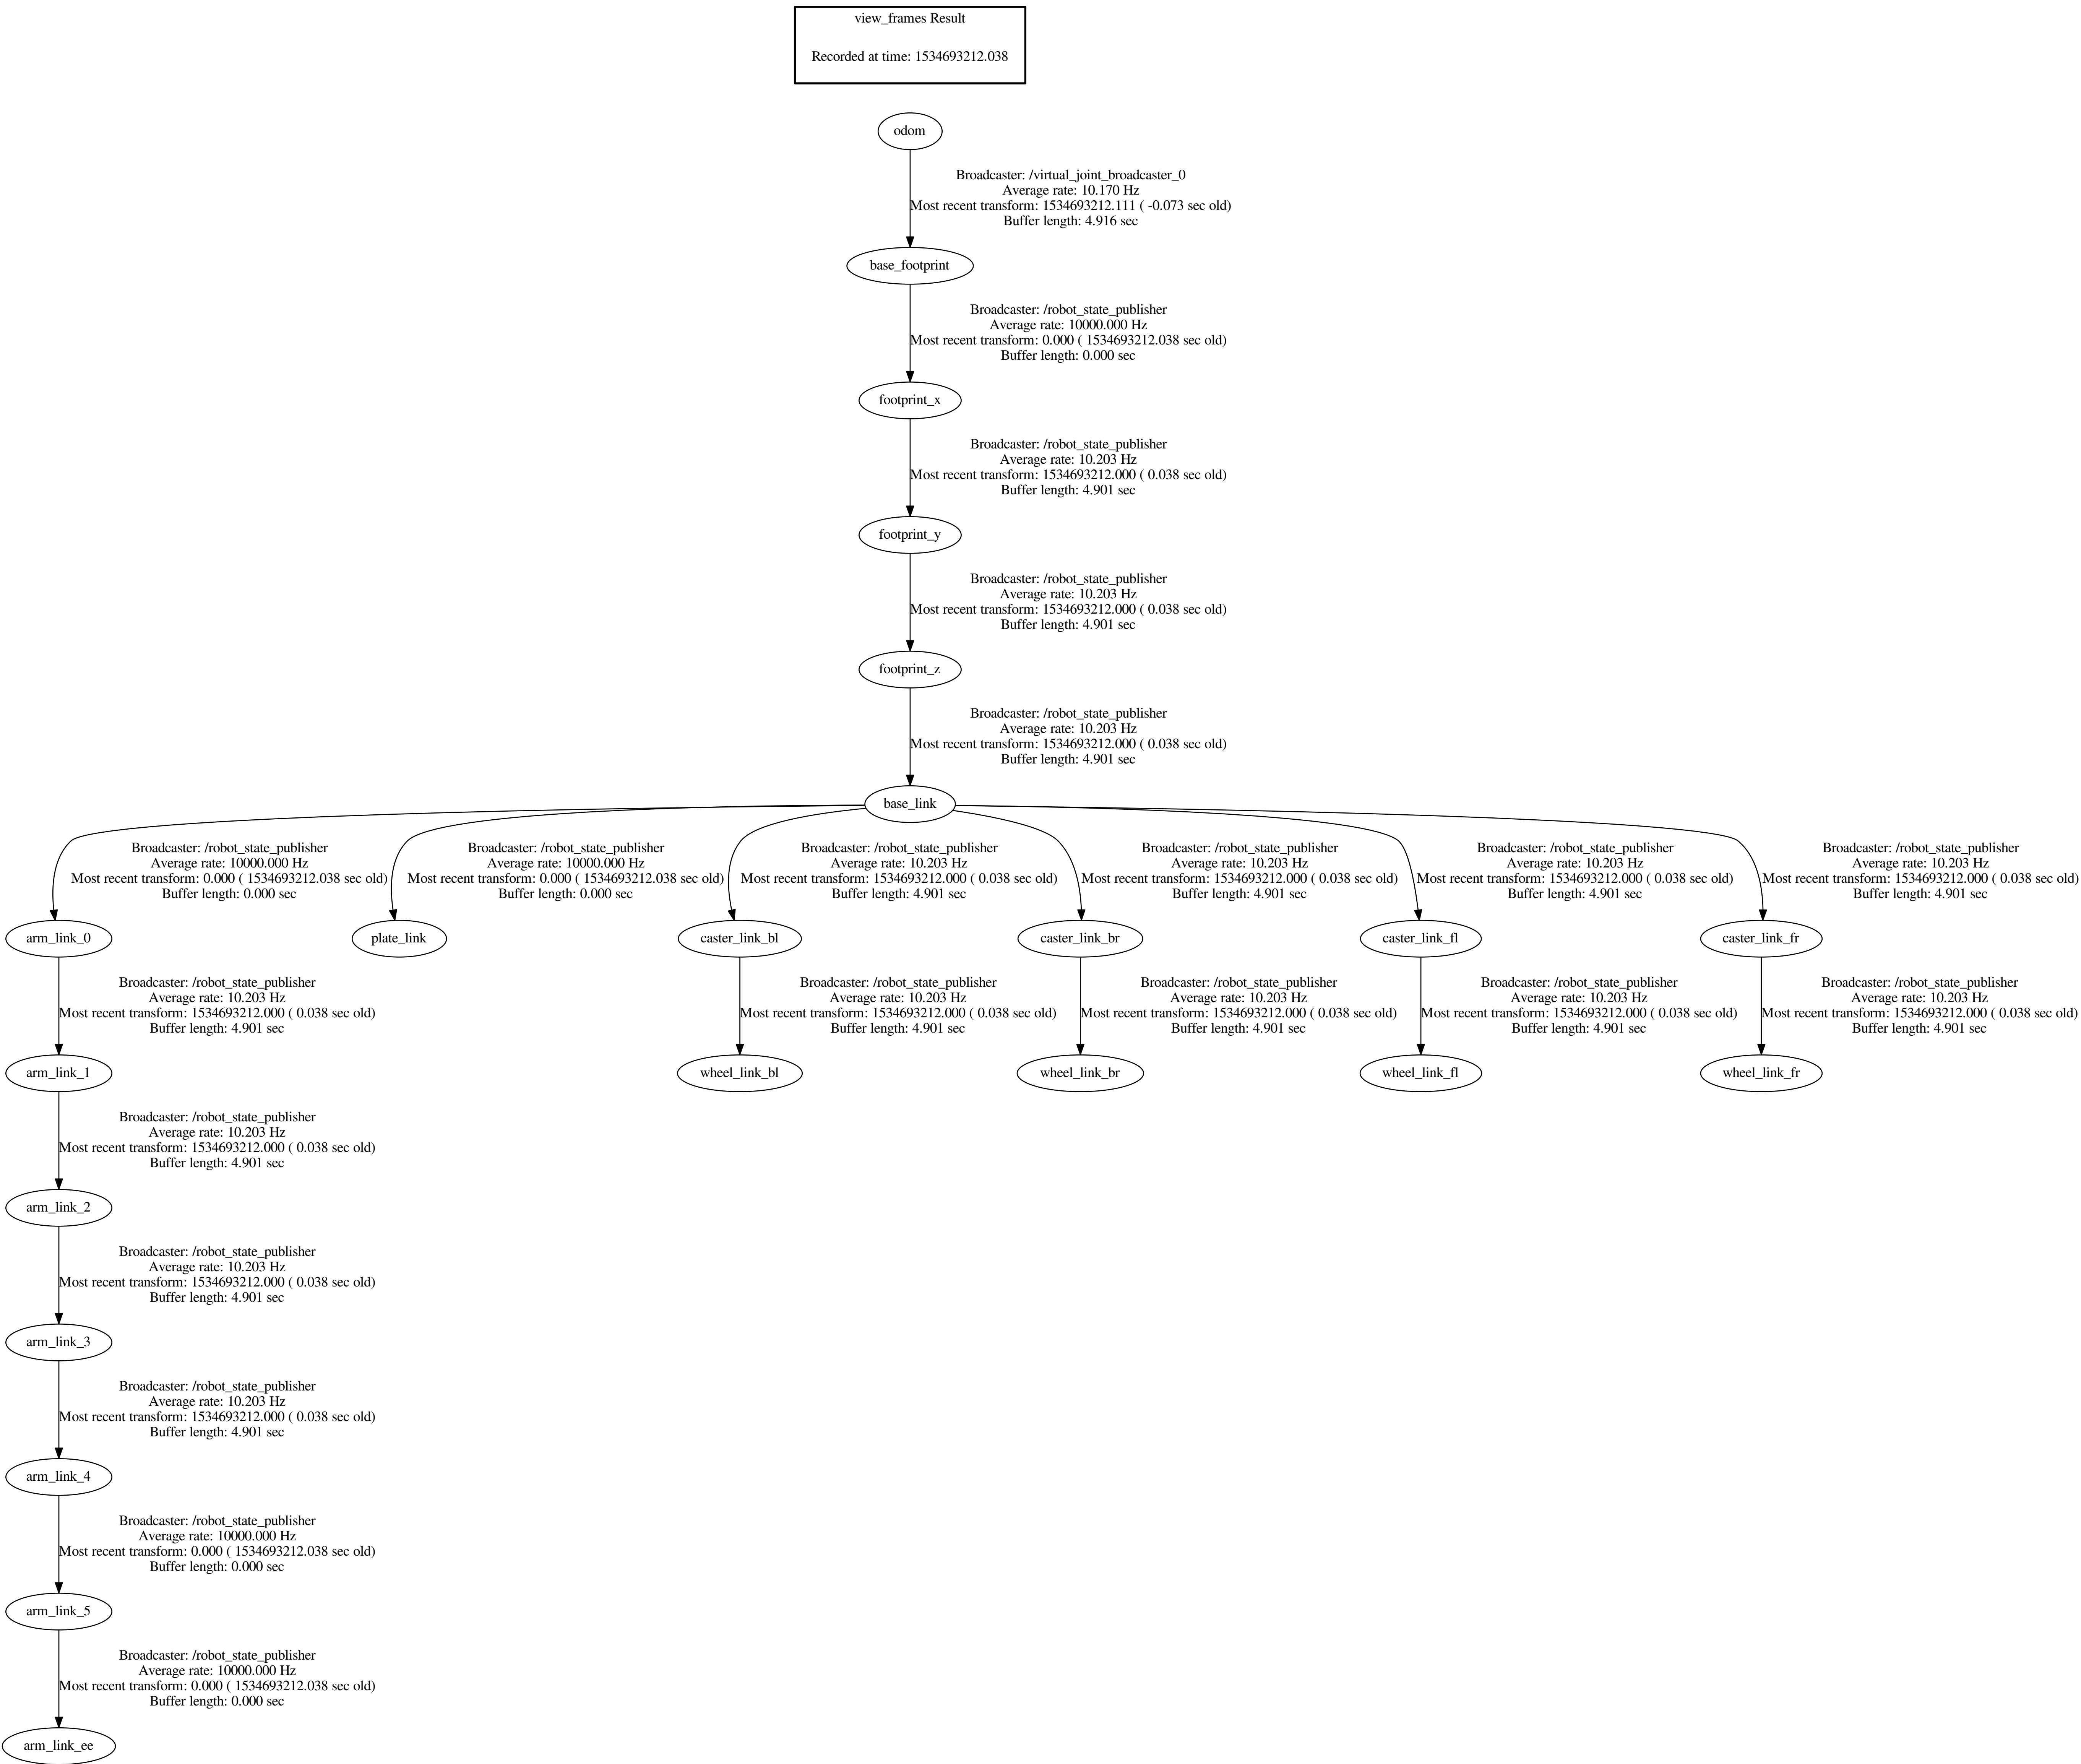 view_frames Result
Recorded at time: 1534693212.038
odom
Broadcaster: /virtual_joint_broadcaster_0
Average rate: 10.170 Hz
Most recent transform: 1534693212.111 ( -0.073 sec old)
Buffer length: 4.916 sec
base_footprint
Broadcaster: /robot_state_publisher
Average rate: 10000.000 Hz
Most recent transform: 0.000 ( 1534693212.038 sec old)
Buffer length: 0.000 sec
footprint_x
Broadcaster: /robot_state_publisher
Average rate: 10.203 Hz
Most recent transform: 1534693212.000 ( 0.038 sec old)
Buffer length: 4.901 sec
footprint_y
Broadcaster: /robot_state_publisher
Average rate: 10.203 Hz
Most recent transform: 1534693212.000 ( 0.038 sec old)
Buffer length: 4.901 sec
footprint_z
Broadcaster: /robot_state_publisher
Average rate: 10.203 Hz
Most recent transform: 1534693212.000 ( 0.038 sec old)
Buffer length: 4.901 sec
base_link
Broadcaster: /robot_state_publisher
Average rate: 10000.000 Hz
Most recent transform: 0.000 ( 1534693212.038 sec old)
Buffer length: 0.000 sec
Broadcaster: /robot_state_publisher
Average rate: 10000.000 Hz
Most recent transform: 0.000 ( 1534693212.038 sec old)
Buffer length: 0.000 sec
Broadcaster: /robot_state_publisher
Average rate: 10.203 Hz
Most recent transform: 1534693212.000 ( 0.038 sec old)
Buffer length: 4.901 sec
Broadcaster: /robot_state_publisher
Average rate: 10.203 Hz
Most recent transform: 1534693212.000 ( 0.038 sec old)
Buffer length: 4.901 sec
Broadcaster: /robot_state_publisher
Average rate: 10.203 Hz
Most recent transform: 1534693212.000 ( 0.038 sec old)
Buffer length: 4.901 sec
Broadcaster: /robot_state_publisher
Average rate: 10.203 Hz
Most recent transform: 1534693212.000 ( 0.038 sec old)
Buffer length: 4.901 sec
arm_link_0
plate_link
caster_link_bl
caster_link_br
caster_link_fl
caster_link_fr
Broadcaster: /robot_state_publisher
Average rate: 10.203 Hz
Most recent transform: 1534693212.000 ( 0.038 sec old)
Buffer length: 4.901 sec
Broadcaster: /robot_state_publisher
Average rate: 10.203 Hz
Most recent transform: 1534693212.000 ( 0.038 sec old)
Buffer length: 4.901 sec
Broadcaster: /robot_state_publisher
Average rate: 10.203 Hz
Most recent transform: 1534693212.000 ( 0.038 sec old)
Buffer length: 4.901 sec
Broadcaster: /robot_state_publisher
Average rate: 10.203 Hz
Most recent transform: 1534693212.000 ( 0.038 sec old)
Buffer length: 4.901 sec
Broadcaster: /robot_state_publisher
Average rate: 10.203 Hz
Most recent transform: 1534693212.000 ( 0.038 sec old)
Buffer length: 4.901 sec
arm_link_1
wheel_link_bl
wheel_link_br
wheel_link_fl
wheel_link_fr
Broadcaster: /robot_state_publisher
Average rate: 10.203 Hz
Most recent transform: 1534693212.000 ( 0.038 sec old)
Buffer length: 4.901 sec
arm_link_2
Broadcaster: /robot_state_publisher
Average rate: 10.203 Hz
Most recent transform: 1534693212.000 ( 0.038 sec old)
Buffer length: 4.901 sec
arm_link_3
Broadcaster: /robot_state_publisher
Average rate: 10.203 Hz
Most recent transform: 1534693212.000 ( 0.038 sec old)
Buffer length: 4.901 sec
arm_link_4
Broadcaster: /robot_state_publisher
Average rate: 10000.000 Hz
Most recent transform: 0.000 ( 1534693212.038 sec old)
Buffer length: 0.000 sec
arm_link_5
Broadcaster: /robot_state_publisher
Average rate: 10000.000 Hz
Most recent transform: 0.000 ( 1534693212.038 sec old)
Buffer length: 0.000 sec
arm_link_ee